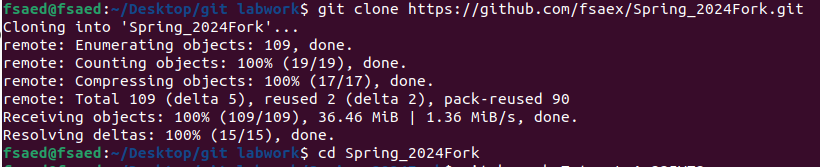 fsaed@fsaed:~/Desktop/git labwork$ git clone https://github.com/fsaex/Spring_2024Fork.git
Cloning into 'Spring_2024Fork'...
remote: Enumerating objects: 109, done.
remote: Counting objects: 100% (19/19), done.
remote: Compressing objects: 100% (17/17), done.
remote: Total 109 (delta 5), reused 2 (delta 2), pack-reused 90
Receiving objects: 100% (109/109), 36.46 MiB | 1.36 MiB/s, done.
Resolving deltas: 100% (15/15), done.
fsaed@fsaed:~/Desktop/git labwork$ cd Spring_2024Fork